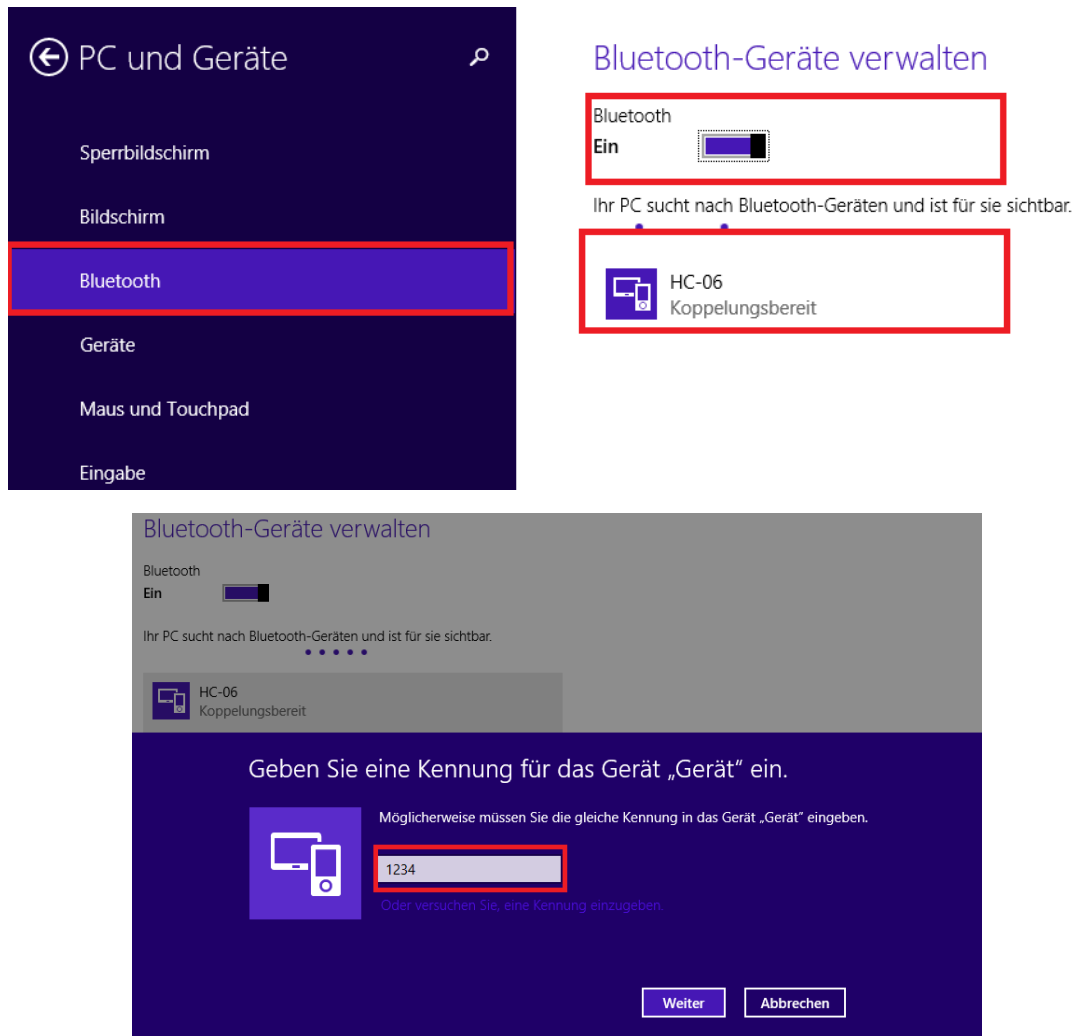 PC und Geräte
Sperrbildschirm
Bildschirm
Bluetooth
Geräte
Maus und Touchpad
Eingabe
Bluetooth-Geräte verwalten
Bluetooth
Ein
Ihr PC sucht nach Bluetooth-Geräten und ist für sie sichtbar.
HC-06
Koppelungsbereit
Bluetooth-Geräte verwalten
Bluetooth
Ein
Ihr PC sucht nach Bluetooth-Geräten und ist für sie sichtbar.
HC-06
Koppelungsbereit
Geben Sie eine Kennung für das Gerät „Gerät“ ein.
Möglicherweise müssen Sie die gleiche Kennung in das Gerät „Gerät“ eingeben.
1234
Oder versuchen Sie, eine Kennung einzugeben.
Weiter Abbrechen